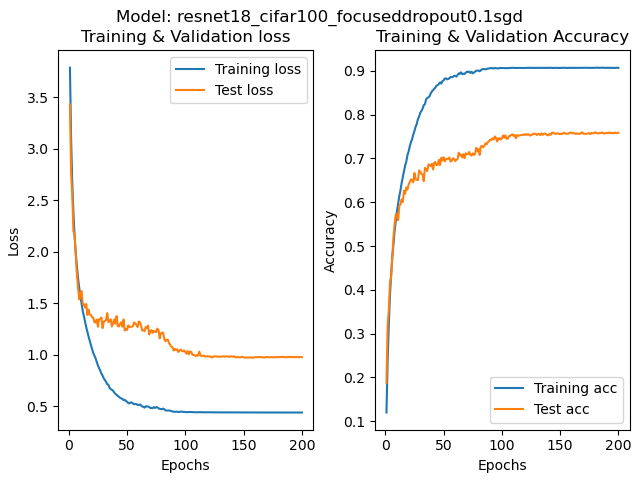 Model: resnet18_cifar100_focuseddropout0.1sgd
Training & Validation loss
Training loss
Test loss
3.5
3.0
2.5
2.0
1.5
1.0
0.5
Loss
0 50 100 150 200
Epochs
Training & Validation Accuracy
0.9
0.8
0.7
0.6
0.5
0.4
0.3
0.2
0.1
Accuracy
Training acc
Test acc
0 50 100 150 200
Epochs